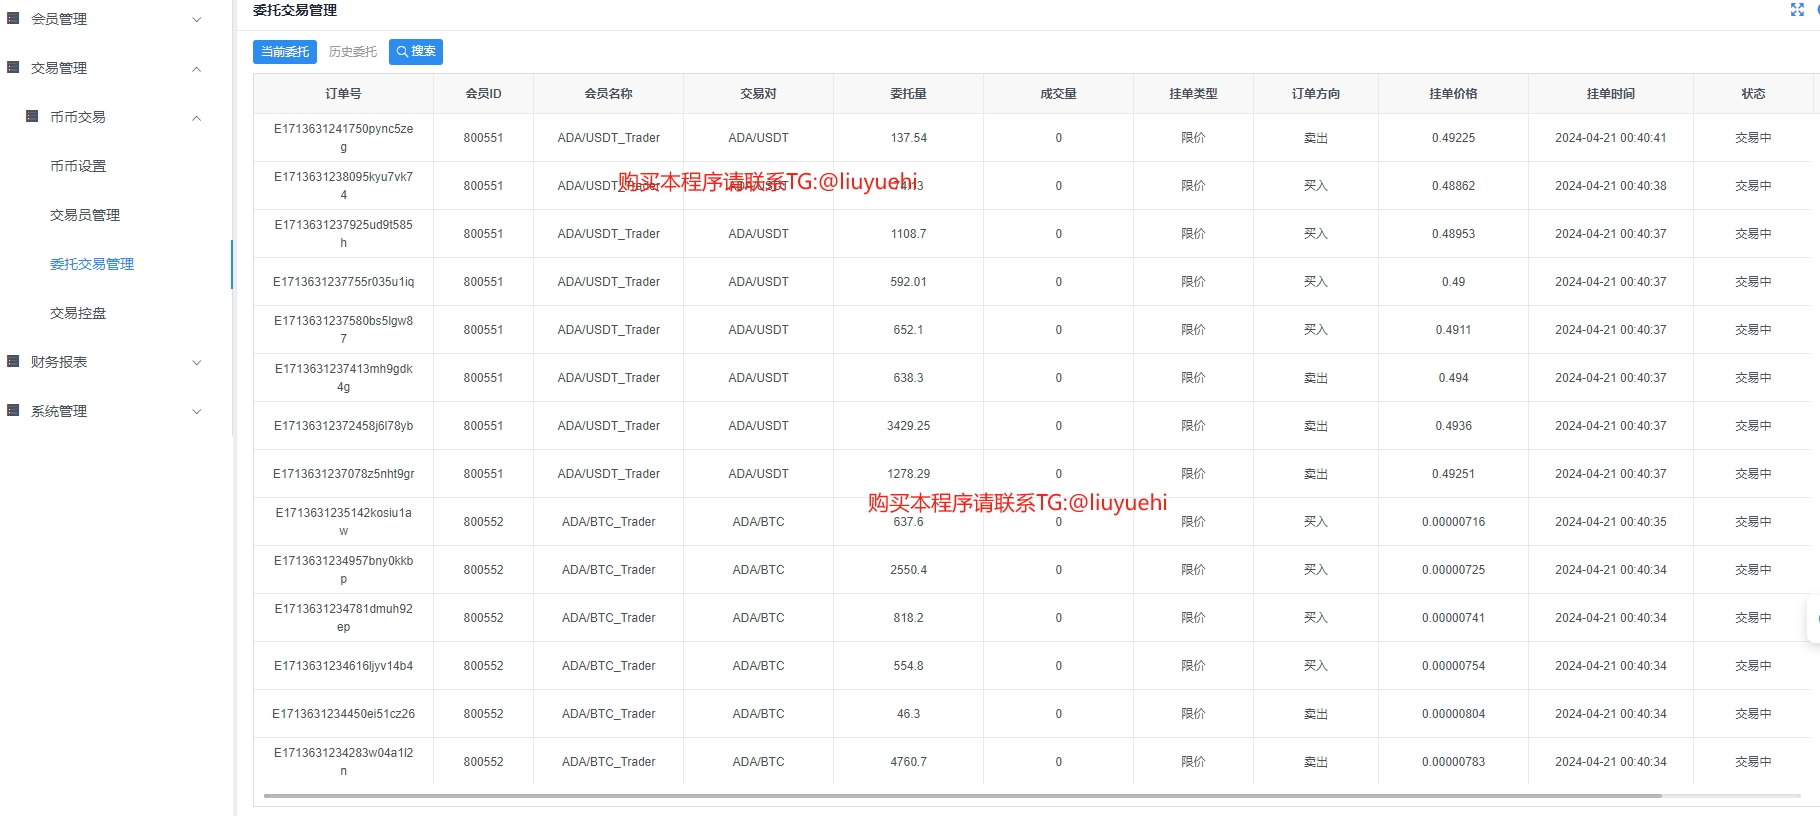 会员管理
交易管理
币币交易
币币设置
交易员管理
委托交易管理
交易控盘
财务报表
系统管理
委托交易管理
当前委托 历史委托 搜索
订单号 会员ID 会员名称 交易对 委托量 成交量 挂单类型 订单方向 挂单价格 挂单时间 状态
E1713631241750pync5ze
g 800551 ADA/USDT_Trader ADA/USDT 137.54 0 限价 卖出 0.49225 2024-04-21 00:40:41 交易中
E1713631238095kyu7vk7
4 800551 ADA/USDT 0 限价 买入 0.48862 2024-04-21 00:40:38 交易中
购买本程序请联系TG:@liuyuehi
E1713631237925ud9t585
h 800551 ADA/USDT_Trader ADA/USDT 1108.7 0 限价 买入 0.48953 2024-04-21 00:40:37 交易中
E1713631237755r035u1iq 800551 ADA/USDT_Trader ADA/USDT 592.01 0 限价 买入 0.49 2024-04-21 00:40:37 交易中
E1713631237580bs5lgw8
7 800551 ADA/USDT_Trader ADA/USDT 652.1 0 限价 买入 0.4911 2024-04-21 00:40:37 交易中
E1713631237413mh9gdk
4g 800551 ADA/USDT_Trader ADA/USDT 638.3 0 限价 卖出 0.494 2024-04-21 00:40:37 交易中
E17136312372458j6l78yb 800551 ADA/USDT_Trader ADA/USDT 3429.25 0 限价 卖出 0.4936 2024-04-21 00:40:37 交易中
E1713631237078z5nht9gr 800551 ADA/USDT_Trader ADA/USDT 1278.29 0 限价 卖出 0.49251 2024-04-21 00:40:37 交易中
购买本程序请联系TG:@liuyuehi
E1713631235142kosiu1a
w 800552 ADA/BTC_Trader ADA/BTC 637.6 0 限价 买入 0.00000716 2024-04-21 00:40:35 交易中
E1713631234957bny0kkb
p 800552 ADA/BTC_Trader ADA/BTC 2550.4 0 限价 买入 0.00000725 2024-04-21 00:40:34 交易中
E1713631234781dmuh92
ep 800552 ADA/BTC_Trader ADA/BTC 818.2 0 限价 买入 0.00000741 2024-04-21 00:40:34 交易中
E1713631234616ljyv14b4 800552 ADA/BTC_Trader ADA/BTC 554.8 0 限价 买入 0.00000754 2024-04-21 00:40:34 交易中
E1713631234450ei51cz26 800552 ADA/BTC_Trader ADA/BTC 46.3 0 限价 卖出 0.00000804 2024-04-21 00:40:34 交易中
E1713631234283w04a1l2
n 800552 ADA/BTC_Trader ADA/BTC 4760.7 0 限价 卖出 0.00000783 2024-04-21 00:40:34 交易中